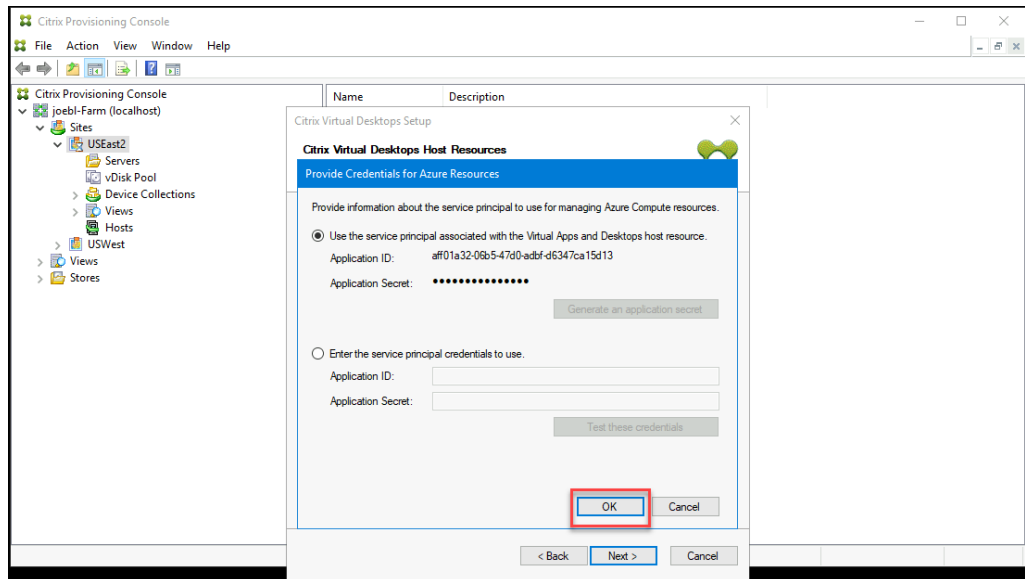 Citrix Provisioning Console
File Action View Window Help
Citrix Provisioning Console
joebl-Farm (localhost)
Sites
USEast2
Servers
vDisk Pool
Device Collections
Views
Hosts
USWest
Views
Stores
Name Description
Citrix Virtual Desktops Setup
Citrix Virtual Desktops Host Resources
Provide Credentials for Azure Resources
Provide information about the service principal to use for managing Azure Compute resources.
Use the service principal associated with the Virtual Apps and Desktops host resource.
Application ID: aff01a32-06b5-47d0-adbf-d6347ca15d13
Application Secret: •••••••••••••••
Generate an application secret
Enter the service principal credentials to use.
Application ID:
Application Secret:
Test these credentials
OK Cancel
< Back Next > Cancel